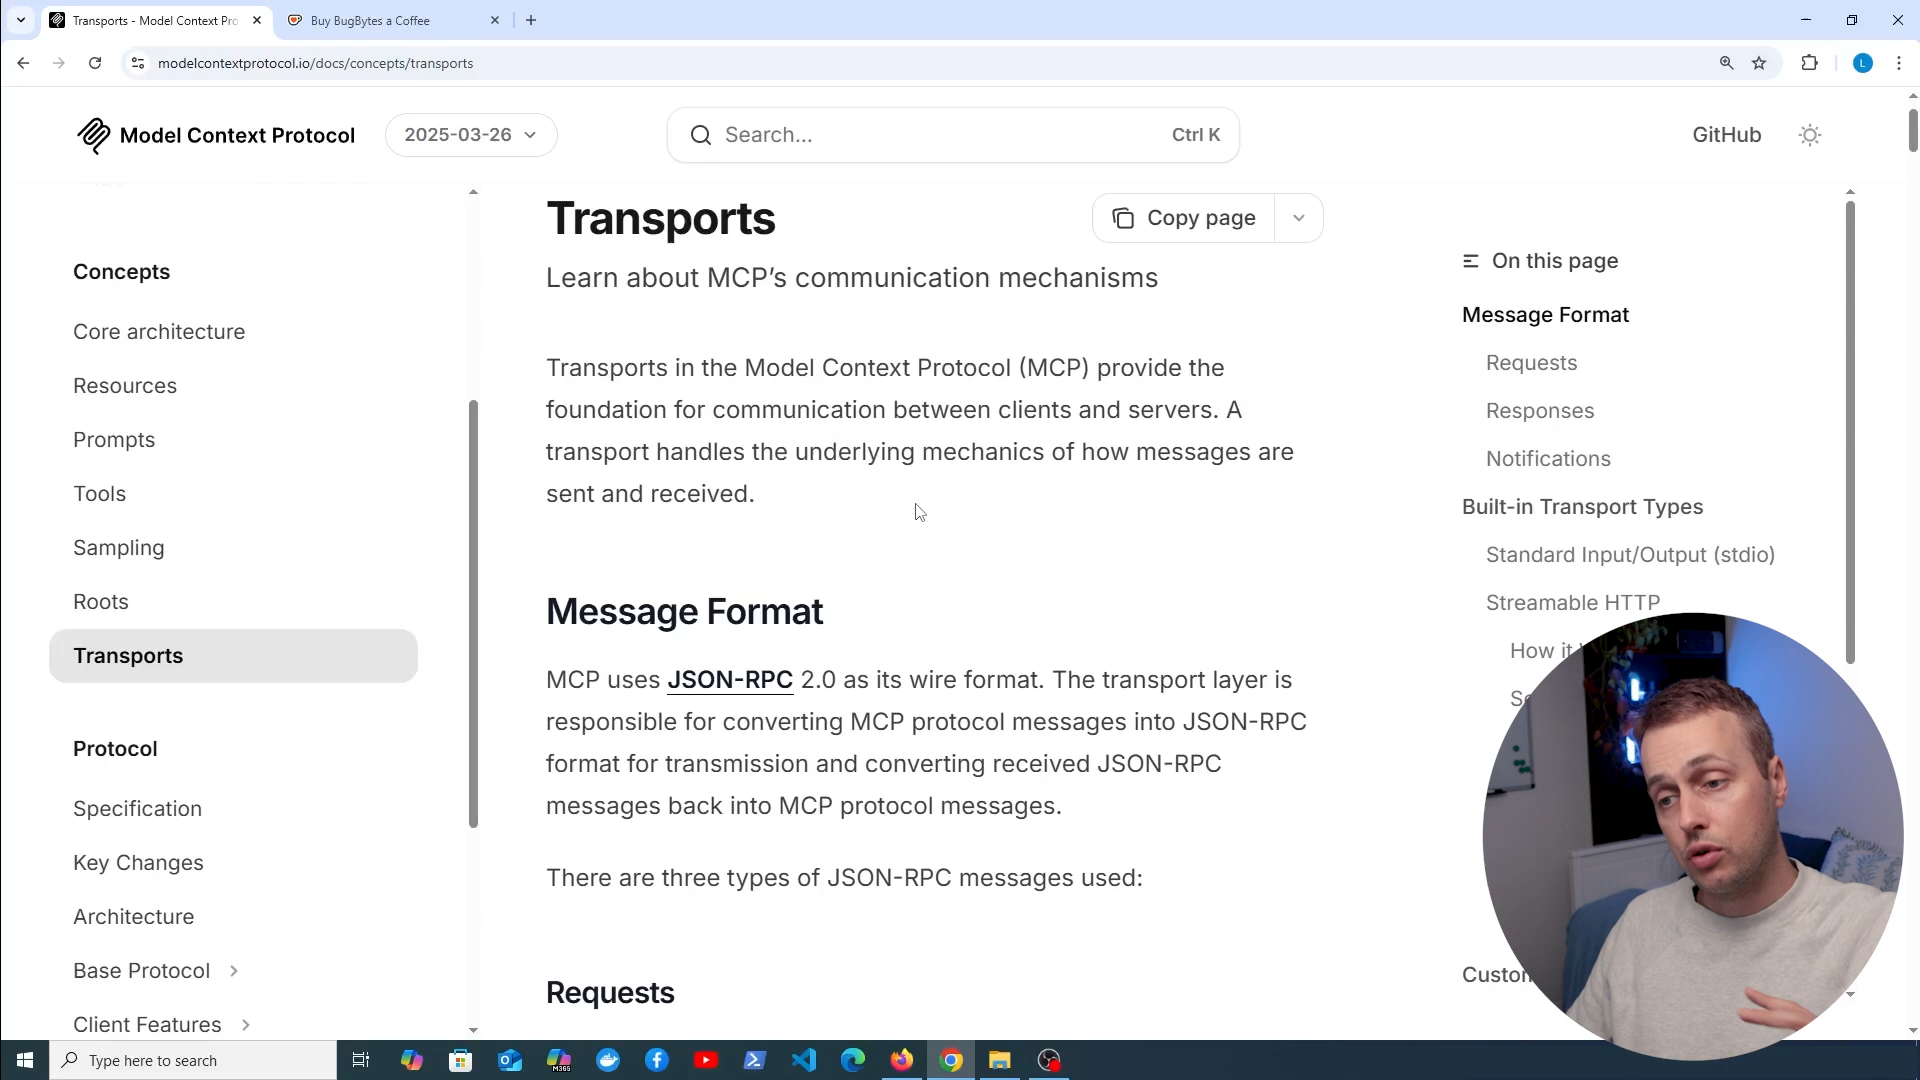 Transports - Model Context Pro
Buy BugBytes a Coffee
modelcontextprotocol.io/docs/concepts/transports
L
Model Context Protocol
2025-03-26
Search...
Ctrl K
GitHub
Concepts
Core architecture
Resources
Prompts
Tools
Sampling
Roots
Transports
Protocol
Specification
Key Changes
Architecture
Base Protocol
Client Features
Transports
Copy page
Learn about MCP’s communication mechanisms
Transports in the Model Context Protocol (MCP) provide the
foundation for communication between clients and servers. A
transport handles the underlying mechanics of how messages are
sent and received.
Message Format
MCP uses JSON-RPC 2.0 as its wire format. The transport layer is
responsible for converting MCP protocol messages into JSON-RPC
format for transmission and converting received JSON-RPC
messages back into MCP protocol messages.
There are three types of JSON-RPC messages used:
Requests
On this page
Message Format
Requests
Responses
Notifications
Built-in Transport Types
Standard Input/Output (stdio)
Streamable HTTP
How it
Type here to search
M365